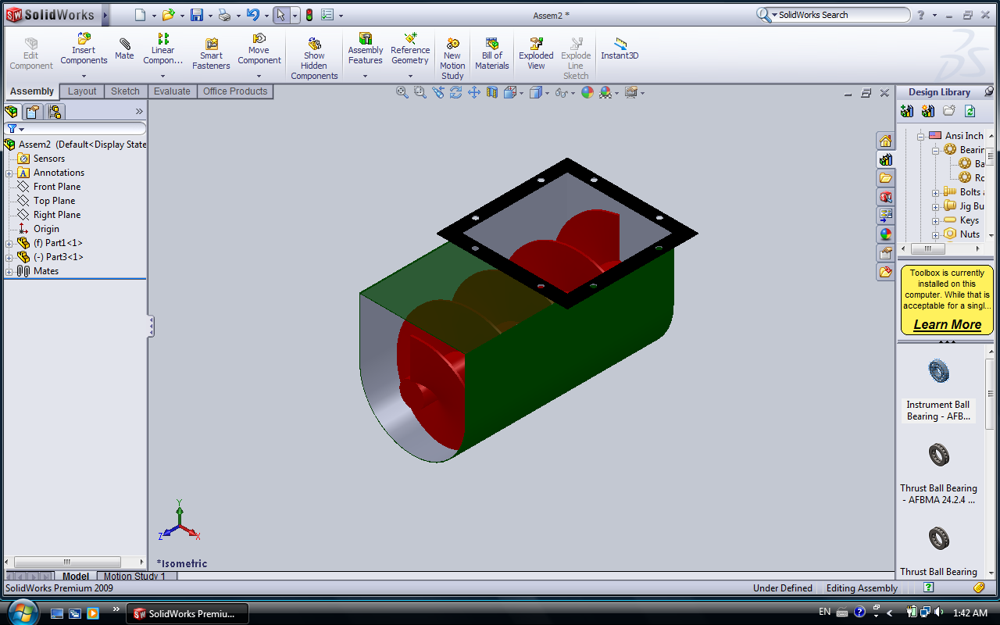 SolidWorks
Assem2 *
SolidWorks Search
Edit Component
Insert Components
Mate
Linear Compon...
Smart Fasteners
Move Component
Show Hidden Components
Assembly Features
Reference Geometry
New Motion Study
Bill of Materials
Exploded View
Explode Line Sketch
Instant3D
Assembly
Layout
Sketch
Evaluate
Office Products
Design Library
Assem2 (Default<Display State
Sensors
Annotations
Front Plane
Top Plane
Right Plane
Origin
(f) Part1<1>
(-) Part3<1>
Mates
Ansi Inch
Bearin
Ba
Ro
Bolts
Jig Bu
Keys
Nuts
Toolbox is currently
installed on this
computer. While that is
acceptable for a singl...
Learn More
Instrument Ball
Bearing - AFB...
Thrust Ball Bearing
- AFBMA 24.2.4 ...
Thrust Ball Bearing
Y
Z
X
*Isometric
Model
Motion Study 1
SolidWorks Premium 2009
Under Defined
Editing Assembly
SolidWorks Premiu...
EN
1:42 AM